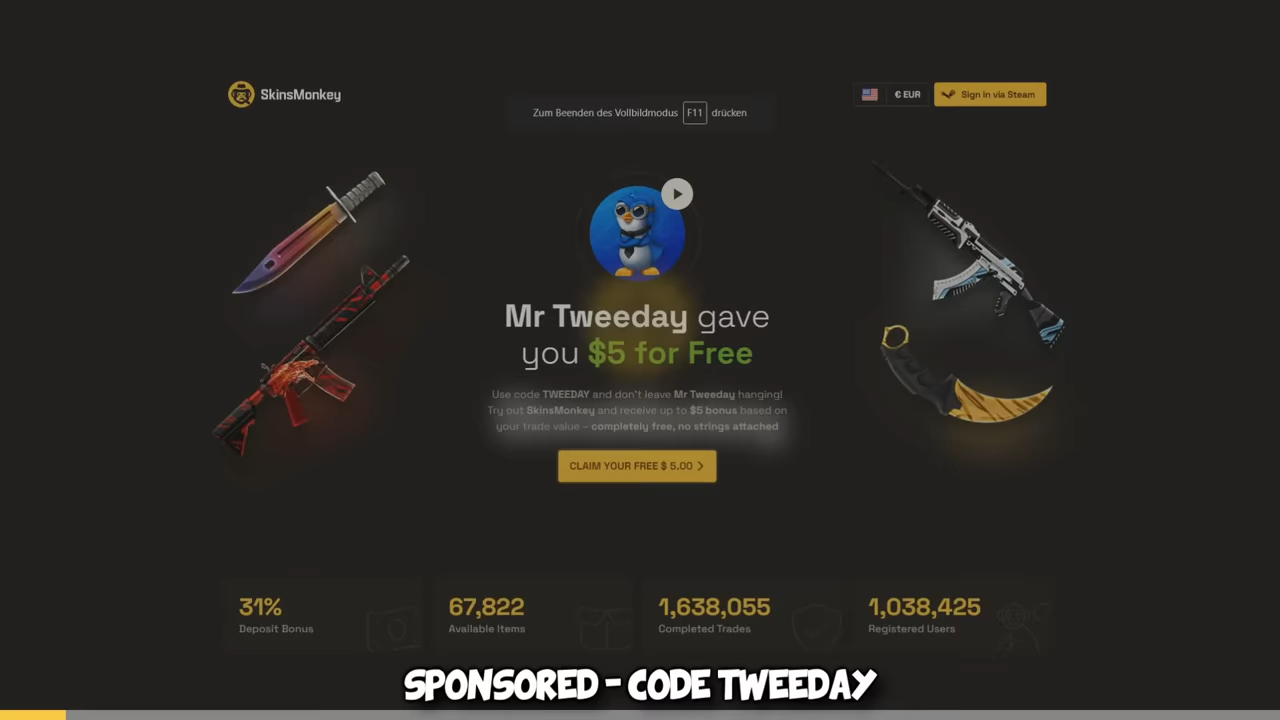 SkinsMonkey
€ EUR
Sign in via Steam
Zum Beenden des Vollbildmodus F11 drücken
Mr Tweeday gave
you $5 for Free
Use code TWEEDAY and don't leave Mr Tweeday hanging!
Try out SkinsMonkey and receive up to $5 bonus based on
your trade value – completely free, no strings attached
CLAIM YOUR FREE $ 5.00
31%
Deposit Bonus
67,822
Available Items
1,638,055
Completed Trades
1,038,425
Registered Users
SPONSORED - CODE TWEEDAY